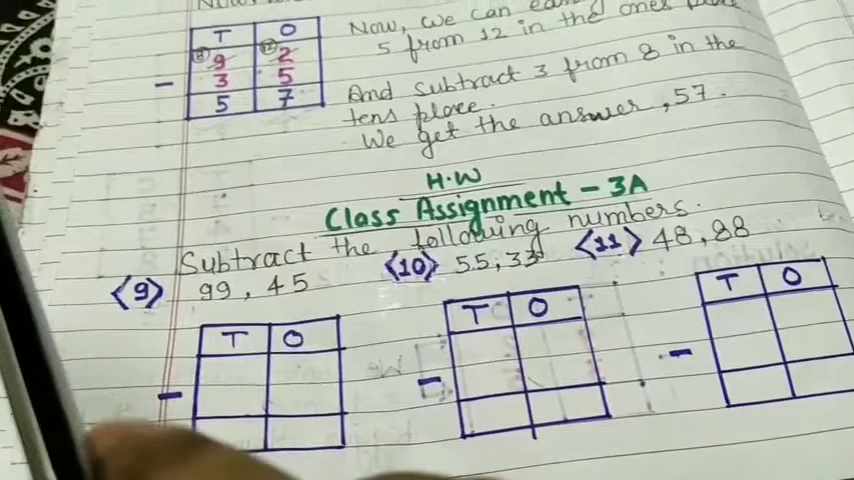 T O
8 12
9 2
- 3 5
5 7
Now, we can
5 from 12 in the ones
And subtract 3 from 8 in the
tens place.
We get the answer, 57.
H.W
Class Assignment - 3A
Subtract the following numbers.
<9> 99, 45
<10> 55, 33
<11> 48, 88
T O
-
T O
-
T O
-